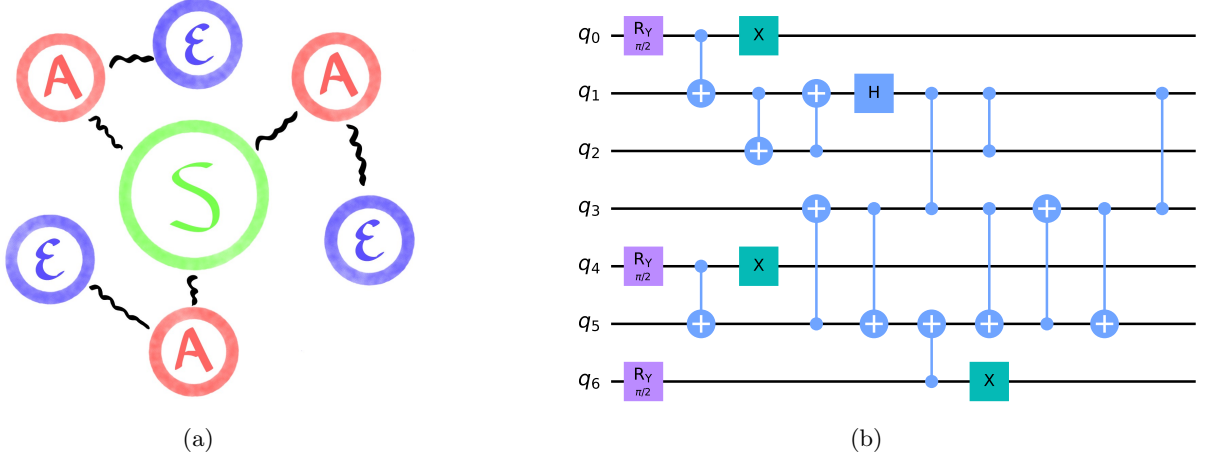 A
ℰ
A
S
ℰ
ℰ
A
(a)
q0 RY π/2 X
q1 H
q2
q3
q4 RY π/2 X
q5
q6 RY π/2 X
(b)